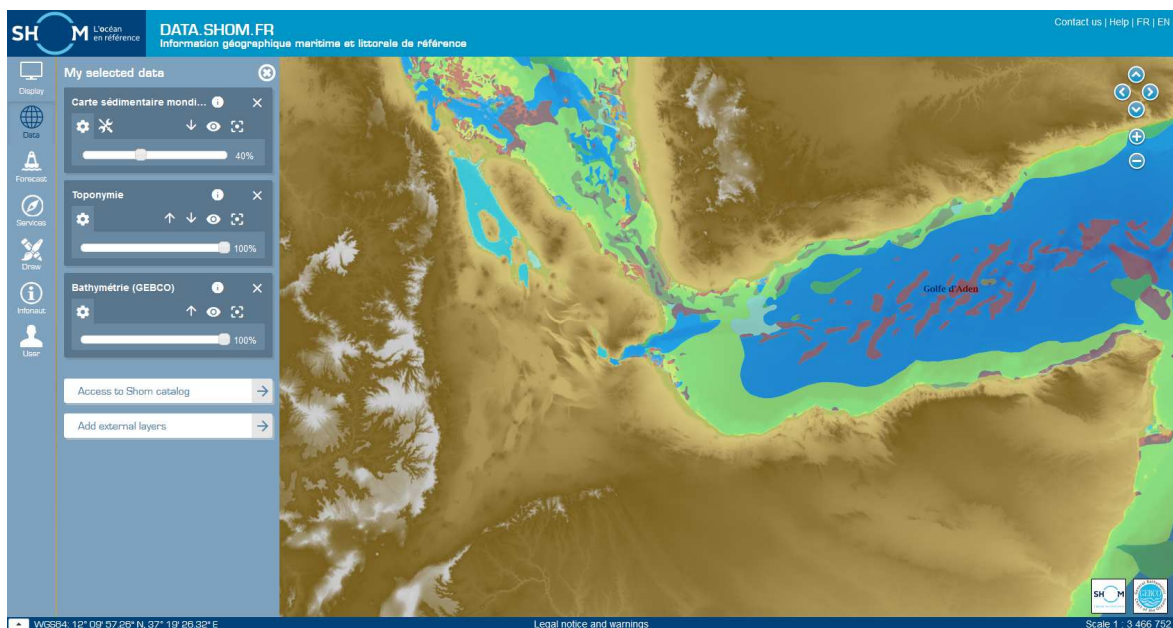 SHOM L'océan
en référence
DATA.SHOM.FR
Information géographique maritime et littorale de référence
Contact us | Help | FR | EN
Display
Data
Forecast
Services
Draw
Infonaut.
User
My selected data
Carte sédimentaire mondi...
40%
Toponymie
100%
Bathymétrie (GEBCO)
100%
Access to Shom catalog
Add external layers
Golfe d'Aden
SHOM
GEBCO
WGS84: 12° 09' 57.26" N, 37° 19' 26.32" E
Legal notice and warnings
Scale 1 : 3 466 752